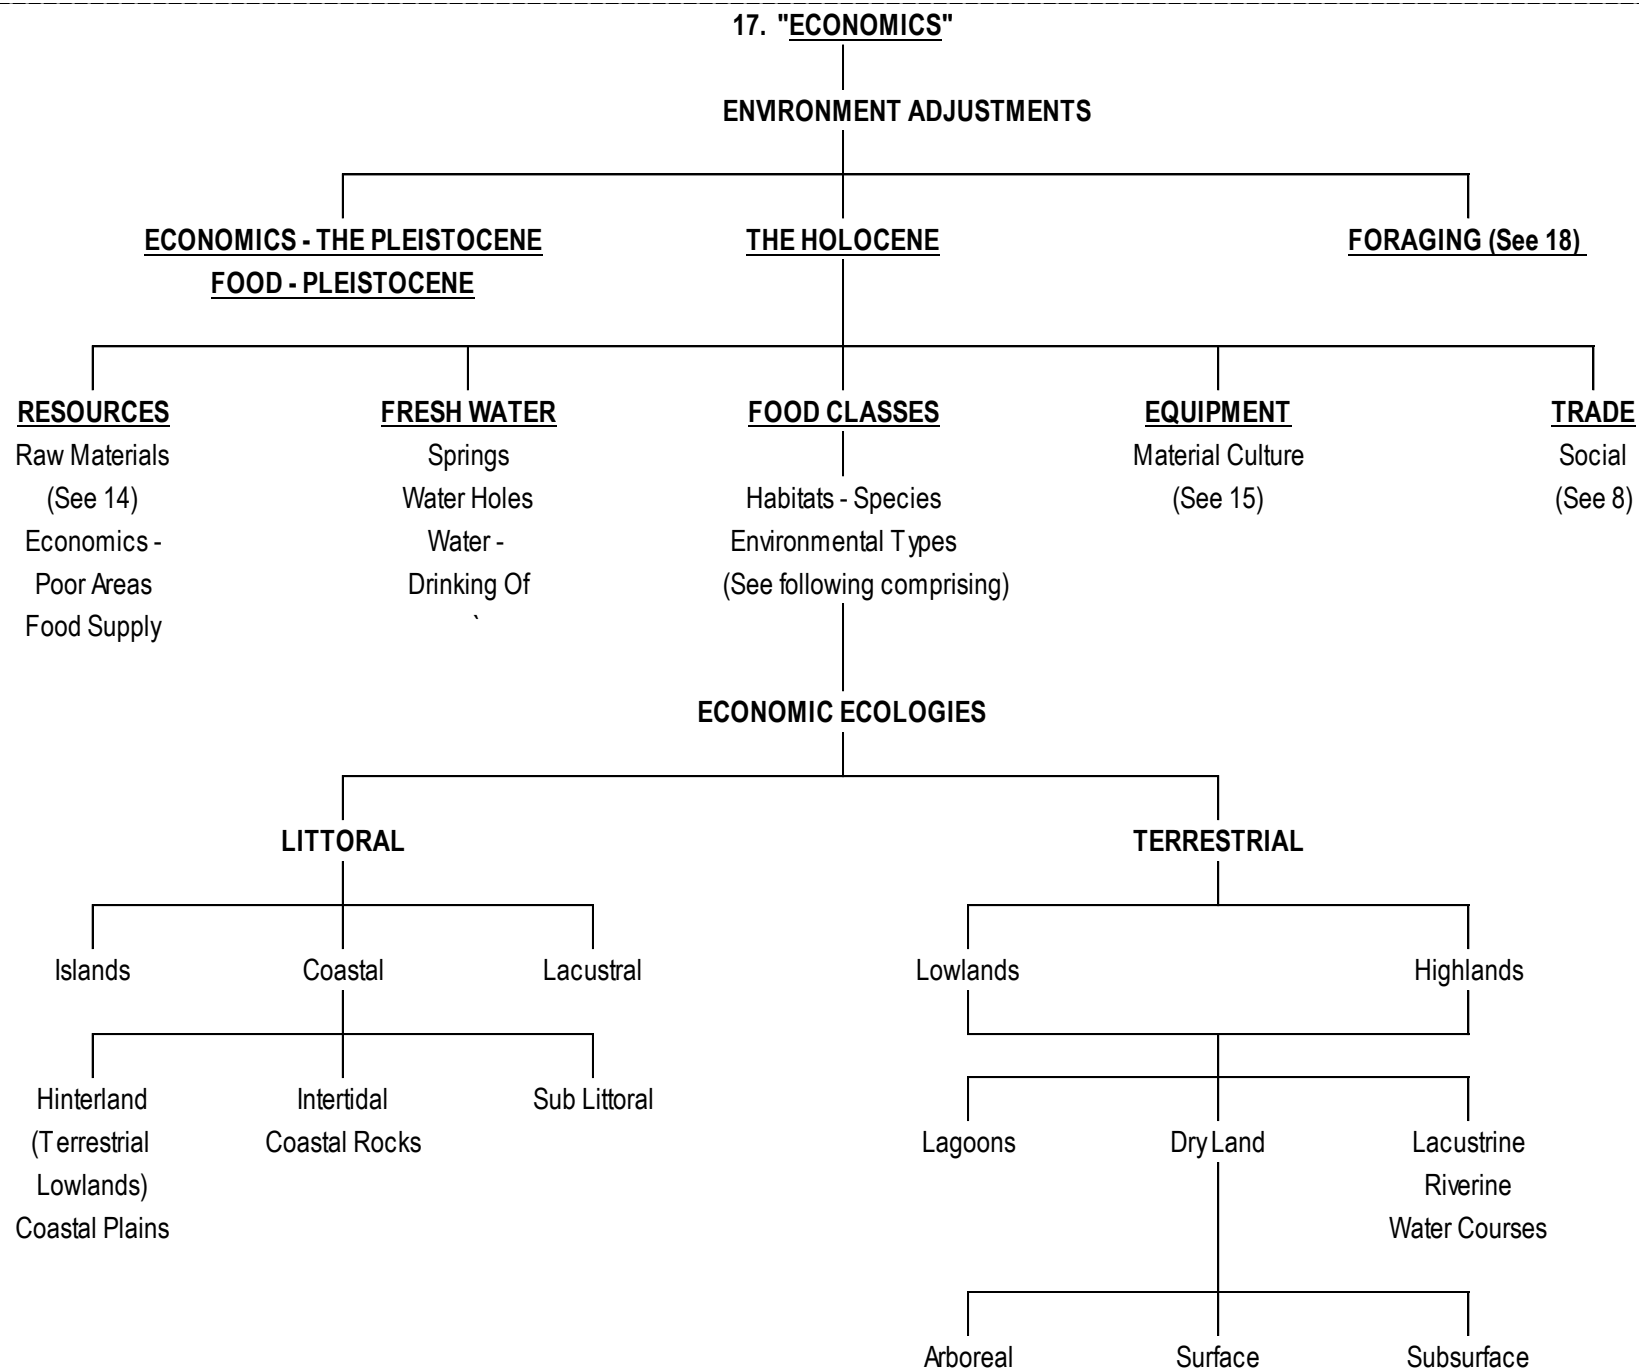 17. "ECONOMICS"
ENVIRONMENT ADJUSTMENTS
ECONOMICS - THE PLEISTOCENE
FOOD - PLEISTOCENE
THE HOLOCENE
FORAGING (See 18)
RESOURCES
Raw Materials
(See 14)
Economics -
Poor Areas
Food Supply
FRESH WATER
Springs
Water Holes
Water -
Drinking Of
`
FOOD CLASSES
Habitats - Species
Environmental Types
(See following comprising)
EQUIPMENT
Material Culture
(See 15)
TRADE
Social
(See 8)
ECONOMIC ECOLOGIES
LITTORAL
TERRESTRIAL
Islands
Coastal
Lacustral
Lowlands
Highlands
Hinterland
(Terrestrial
Lowlands)
Coastal Plains
Intertidal
Coastal Rocks
Sub Littoral
Lagoons
Dry Land
Lacustrine
Riverine
Water Courses
Arboreal
Surface
Subsurface